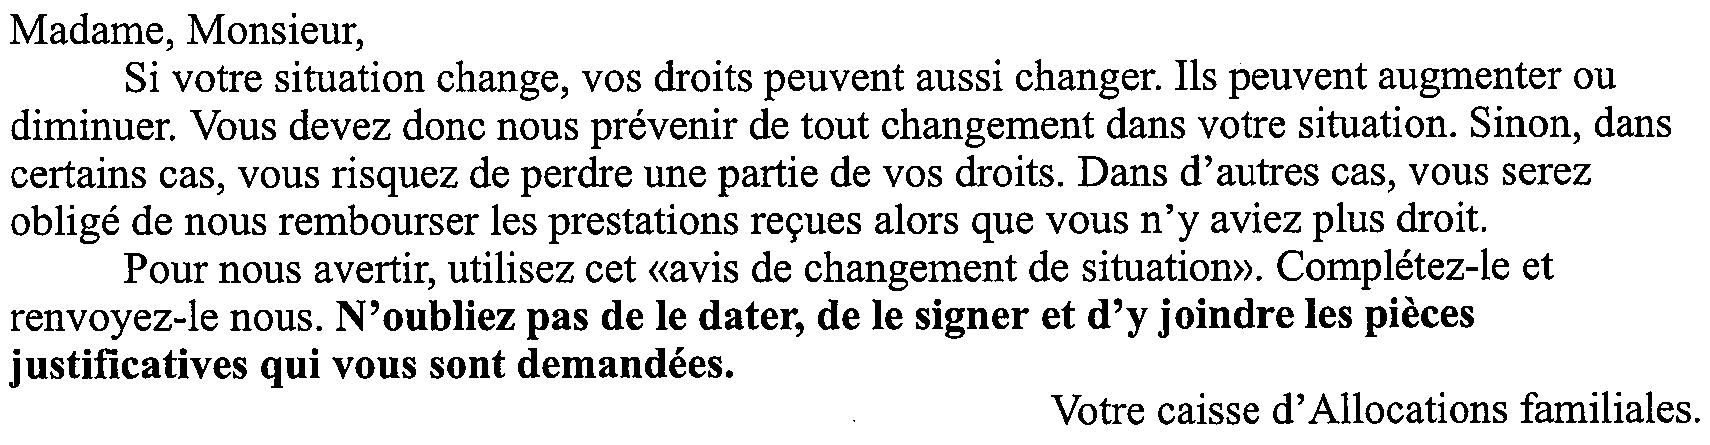 Madame, Monsieur,
Si votre situation change, vos droits peuvent aussi changer. Ils peuvent augmenter ou
diminuer. Vous devez donc nous prévenir de tout changement dans votre situation. Sinon, dans
certains cas, vous risquez de perdre une partie de vos droits. Dans d'autres cas, vous serez
obligé de nous rembourser les prestations reçues alors que vous n'y aviez plus droit.
Pour nous avertir, utilisez cet «avis de changement de situation». Complétez-le et
renvoyez-le nous. N'oubliez pas de le dater, de le signer et d'y joindre les pièces
justificatives qui vous sont demandées.
Votre caisse d'Allocations familiales.